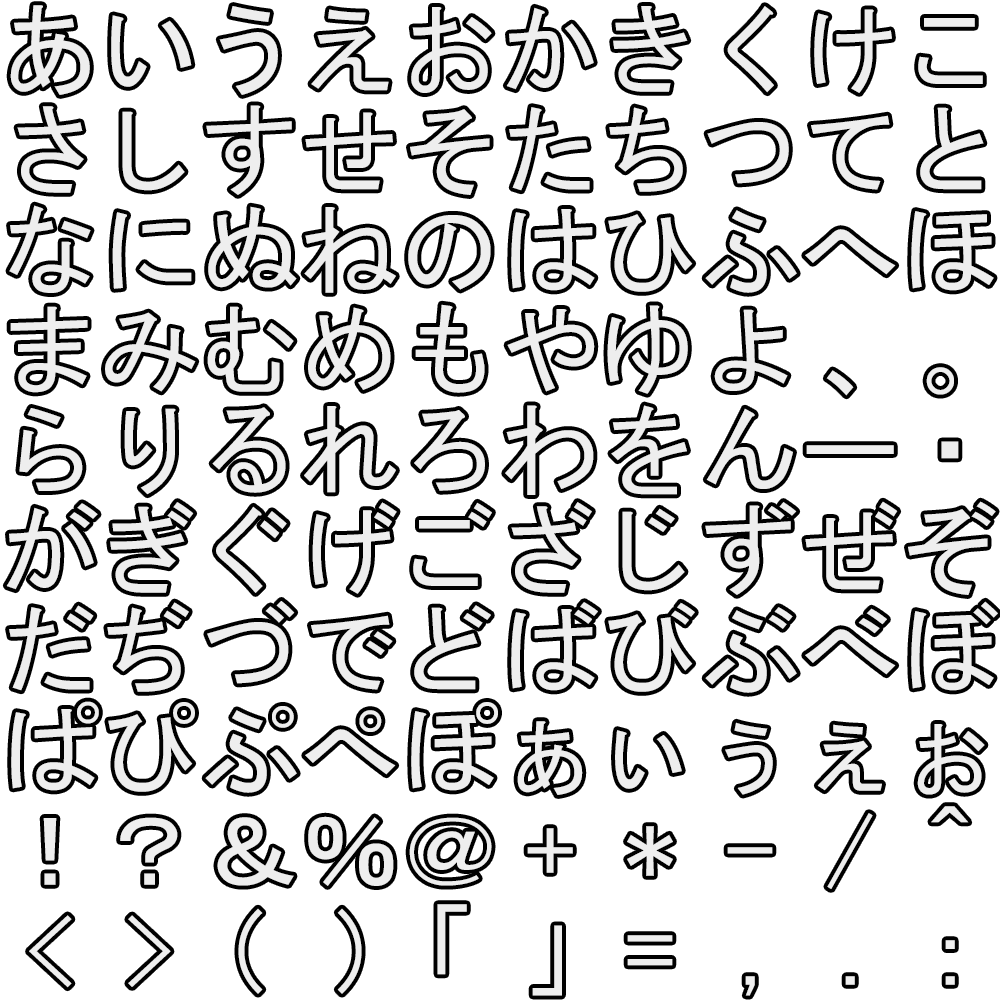 あいうえおかきくけこ
さしすせそたちつてと
なにぬねのはひふへほ
まみむめもやゆよ、。
らりるれろわをんー・
がぎぐげござじずぜぞ
だぢづでどばびぶべぼ
ぱぴぷぺぽぁぃぅぇぉ
!?&%@+*-/^
<>()「」=,.: